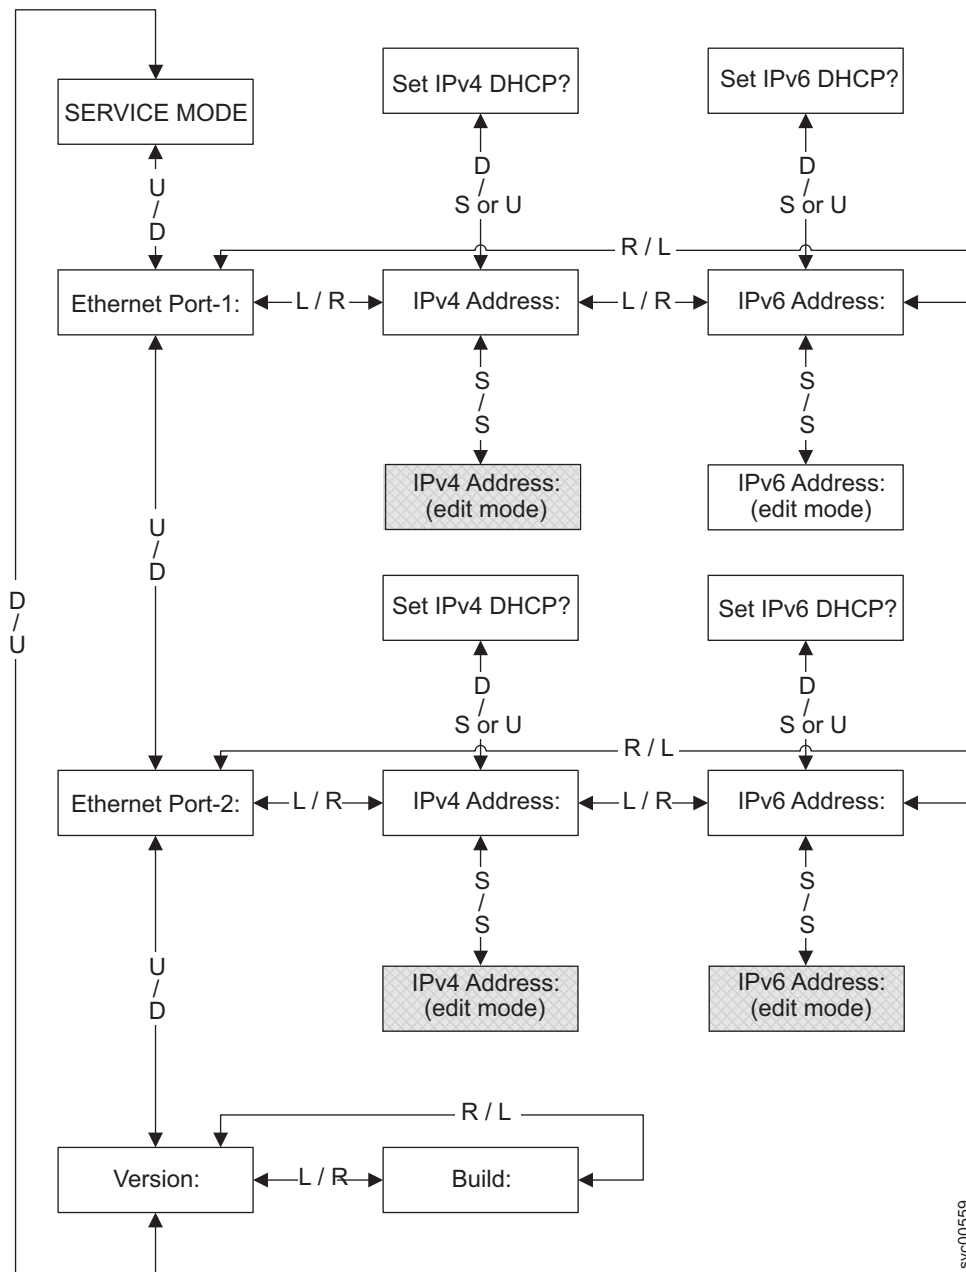 Set IPv4 DHCP?
Set IPv6 DHCP?
SERVICE MODE
U
/
D
D
/
S or U
D
/
S or U
R / L
Ethernet Port-1:
L / R
IPv4 Address:
L / R
IPv6 Address:
S
/
S
S
/
S
IPv4 Address:
(edit mode)
IPv6 Address:
(edit mode)
U
/
D
D
/
U
Set IPv4 DHCP?
Set IPv6 DHCP?
D
/
S or U
D
/
S or U
R / L
Ethernet Port-2:
L / R
IPv4 Address:
L / R
IPv6 Address:
S
/
S
S
/
S
U
/
D
IPv4 Address:
(edit mode)
IPv6 Address:
(edit mode)
R / L
Version:
L / R
Build:
svc00559